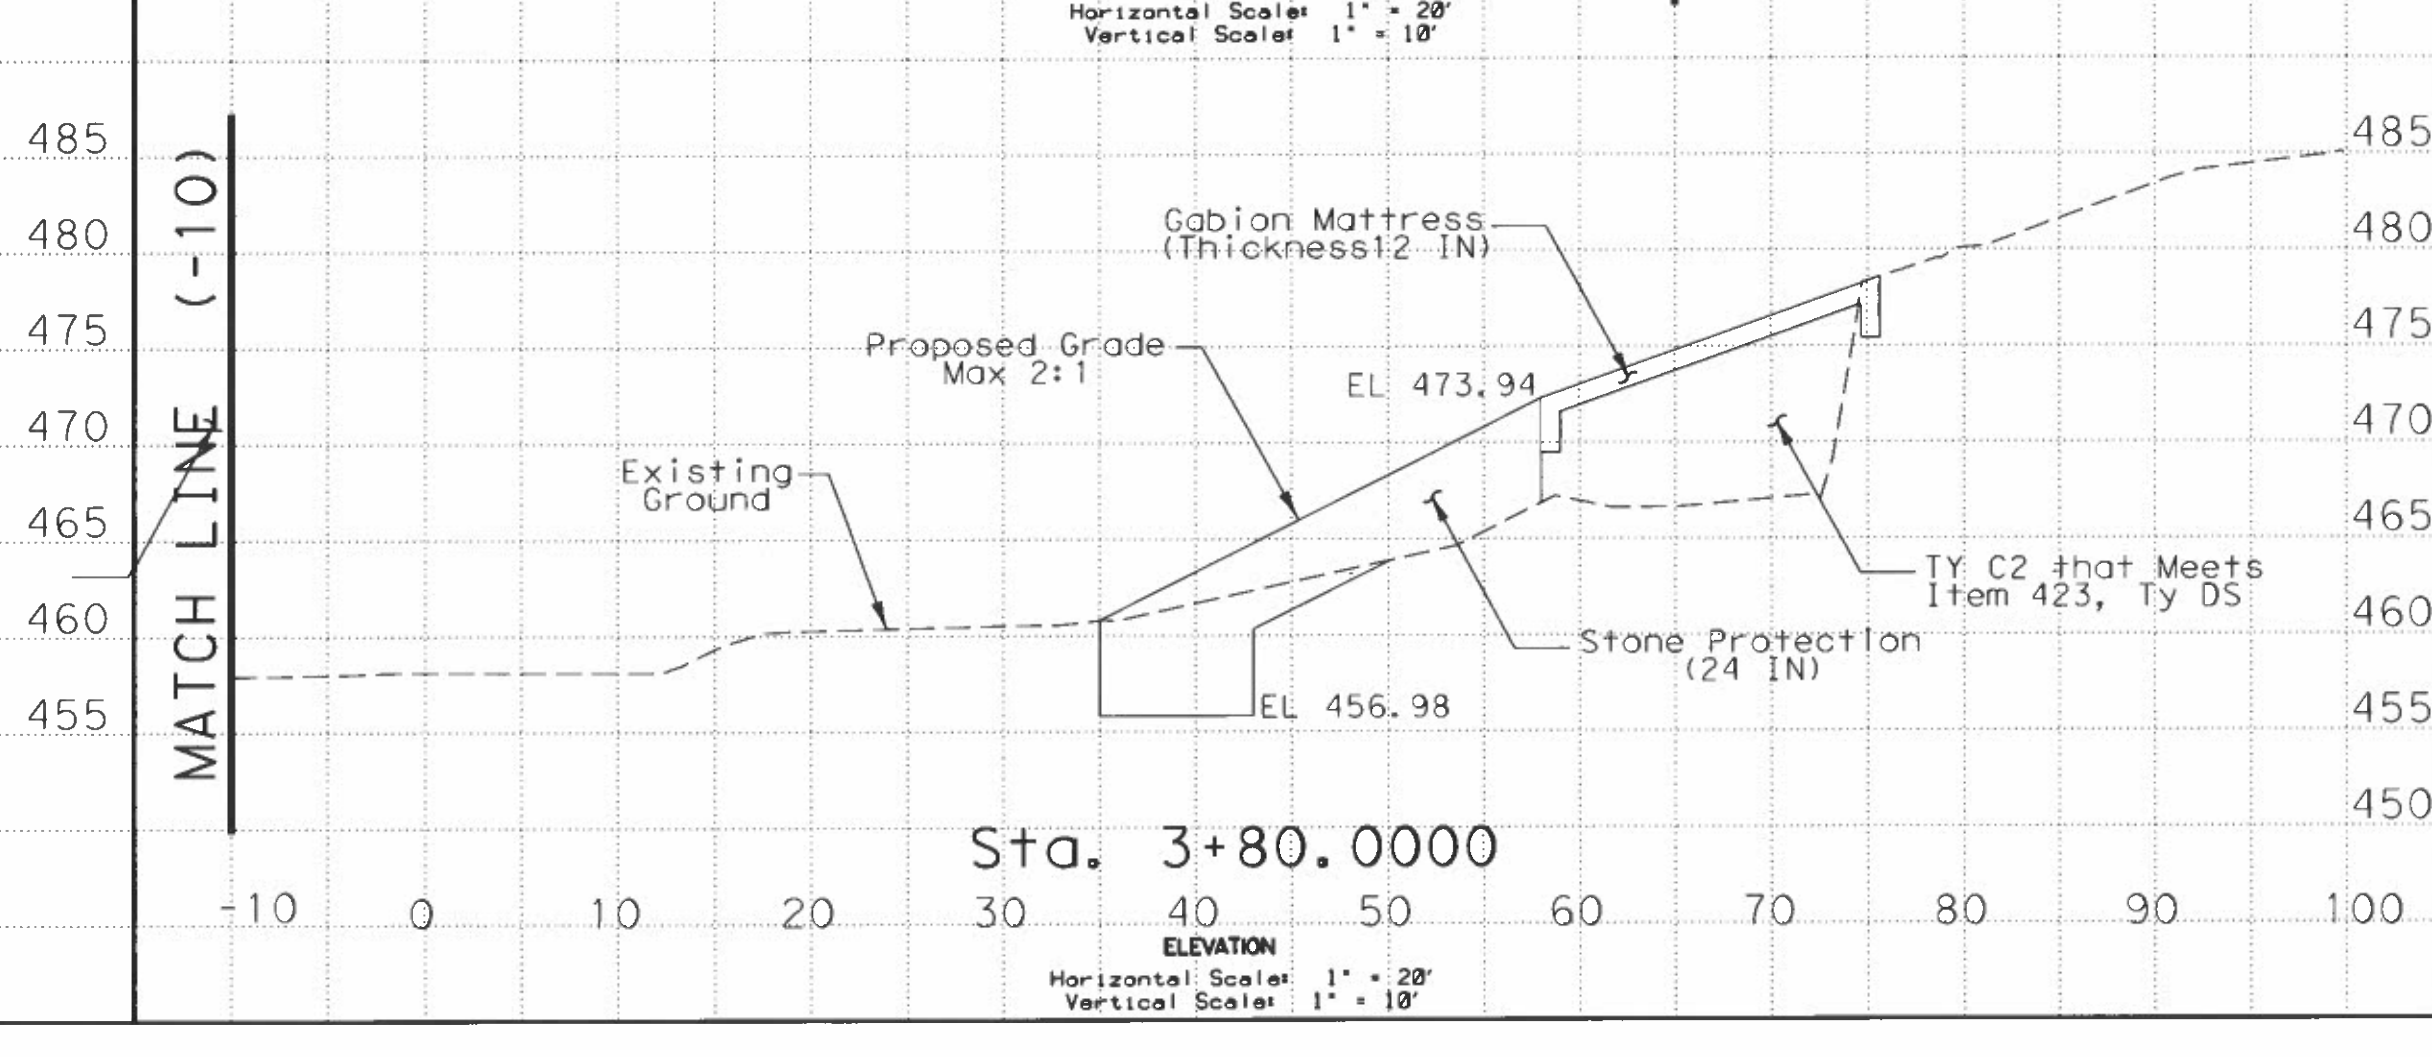 Horizontal Scale: 1" = 20'
Vertical Scale: 1" = 10'
485
480
475
470
465
460
455
MATCH LINE (-10)
Gabion Mattress
(Thickness12 IN)
Proposed Grade
Max 2:1
EL 473.94
Existing
Ground
TY C2 that Meets
Item 423, Ty DS
Stone Protection
(24 IN)
EL 456.98
485
480
475
470
465
460
455
450
Sta. 3+80.0000
-10 0 10 20 30 40 50 60 70 80 90 100
ELEVATION
Horizontal Scale: 1" = 20'
Vertical Scale: 1" = 10'